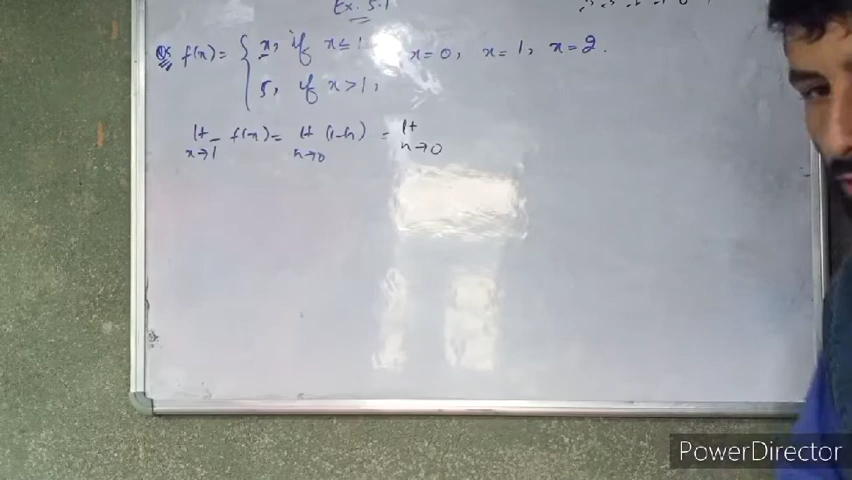 Ex. 5.1
Q5 f(x) = { x, if x ≤ 1 x=0, x=1, x=2.
5, if x>1,
lt f(x) = lt (1-h) = lt
x→1⁻ h→0 h→0
PowerDirector